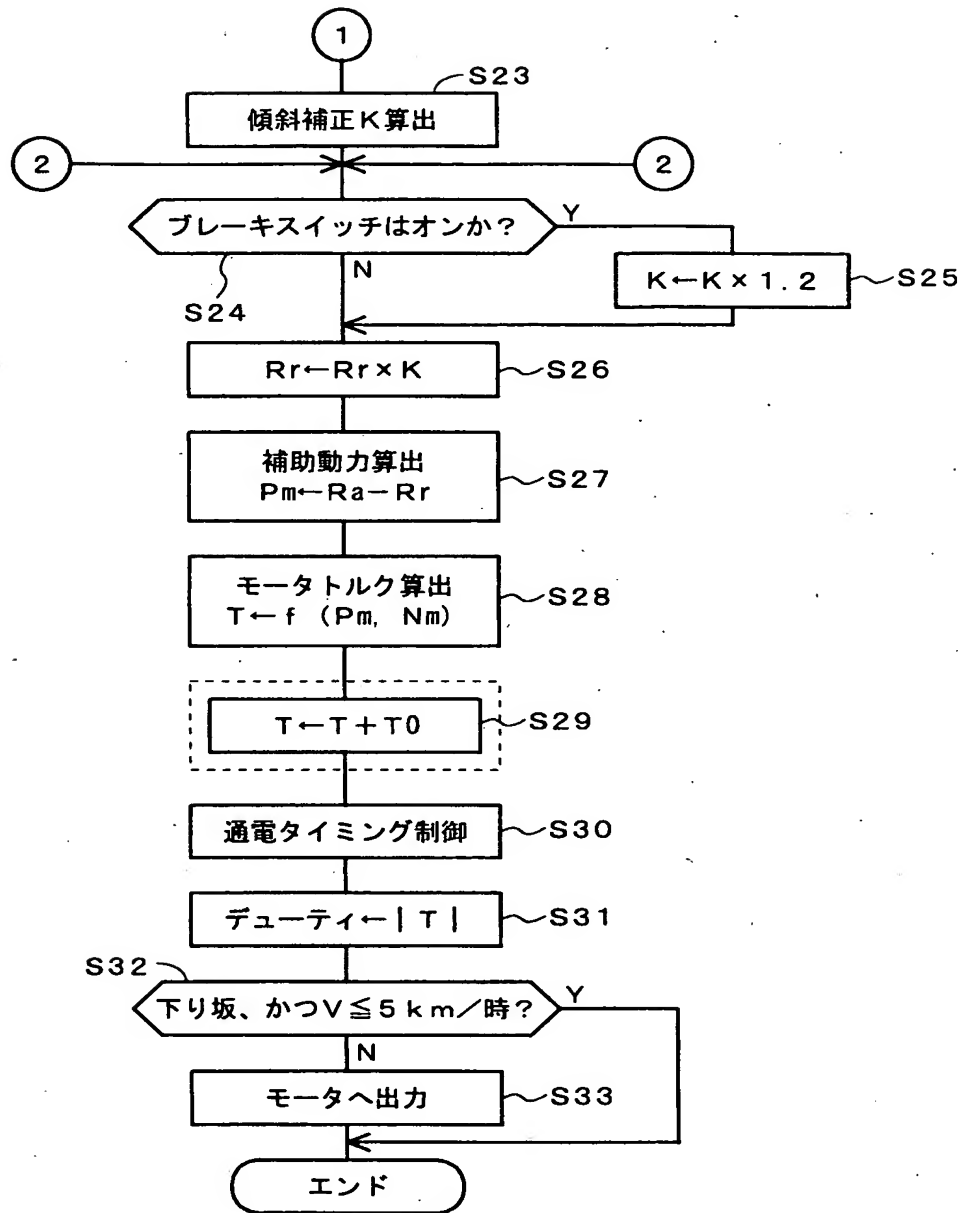 1
S23
傾斜補正K算出
2
2
ブレーキスイッチはオンか?
Y
N
S24
K←K×1.2
S25
Rr←Rr×K
S26
補助動力算出
Pm←Ra−Rr
S27
モータトルク算出
T←f (Pm, Nm)
S28
T←T+T0
S29
通電タイミング制御
S30
デューティ←|T|
S31
S32
下り坂、かつV≦5km/時?
Y
N
モータへ出力
S33
エンド